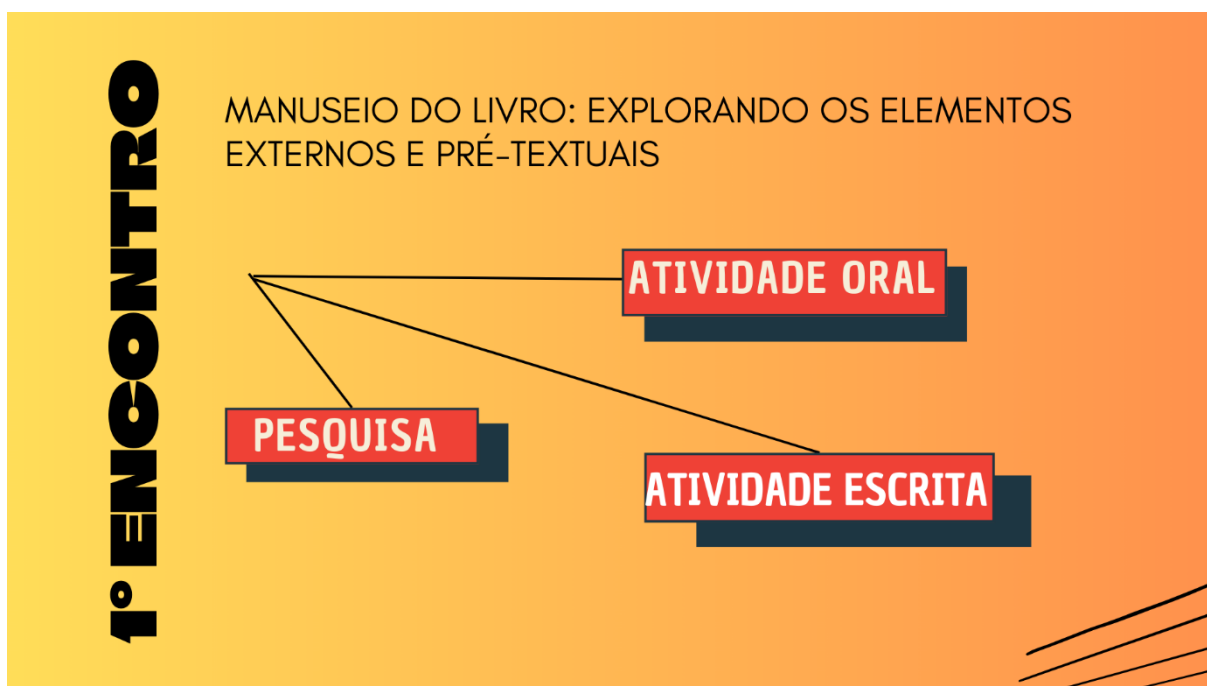 1º ENCONTRO
MANUSEIO DO LIVRO: EXPLORANDO OS ELEMENTOS
EXTERNOS E PRÉ-TEXTUAIS
ATIVIDADE ORAL
PESQUISA
ATIVIDADE ESCRITA